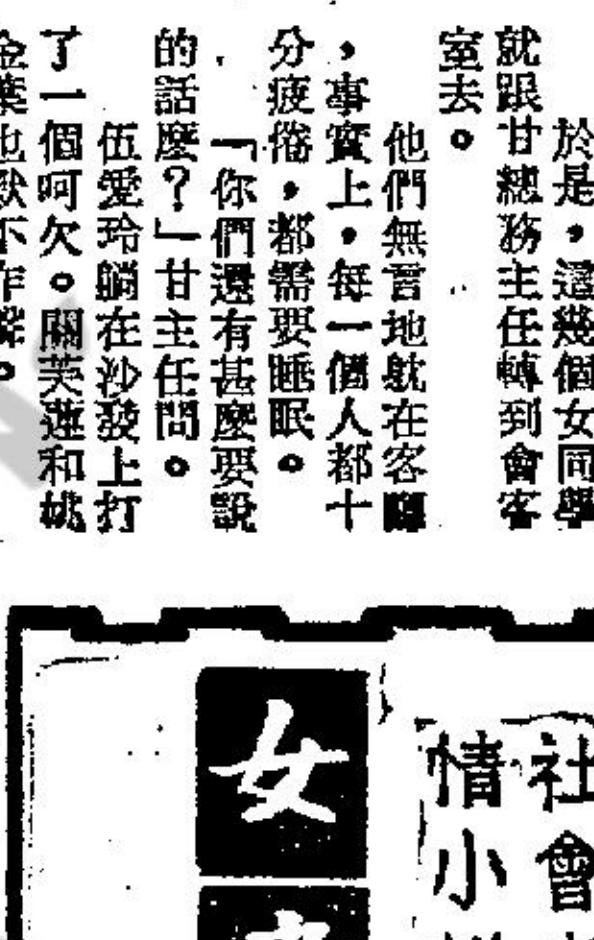 於是，這幾個女同學
就跟甘總務主任轉到會客
室去。
他們無言地躭在客廳
，事實上，每一個人都十
分疲倦，都需要睡眠。
「你們還有甚麼要說
的話麼？」甘主任問。
伍愛玲躺在沙發上打
了一個呵欠。關芙蓮和姚
金葉也默不作聲。
社會
情小
女